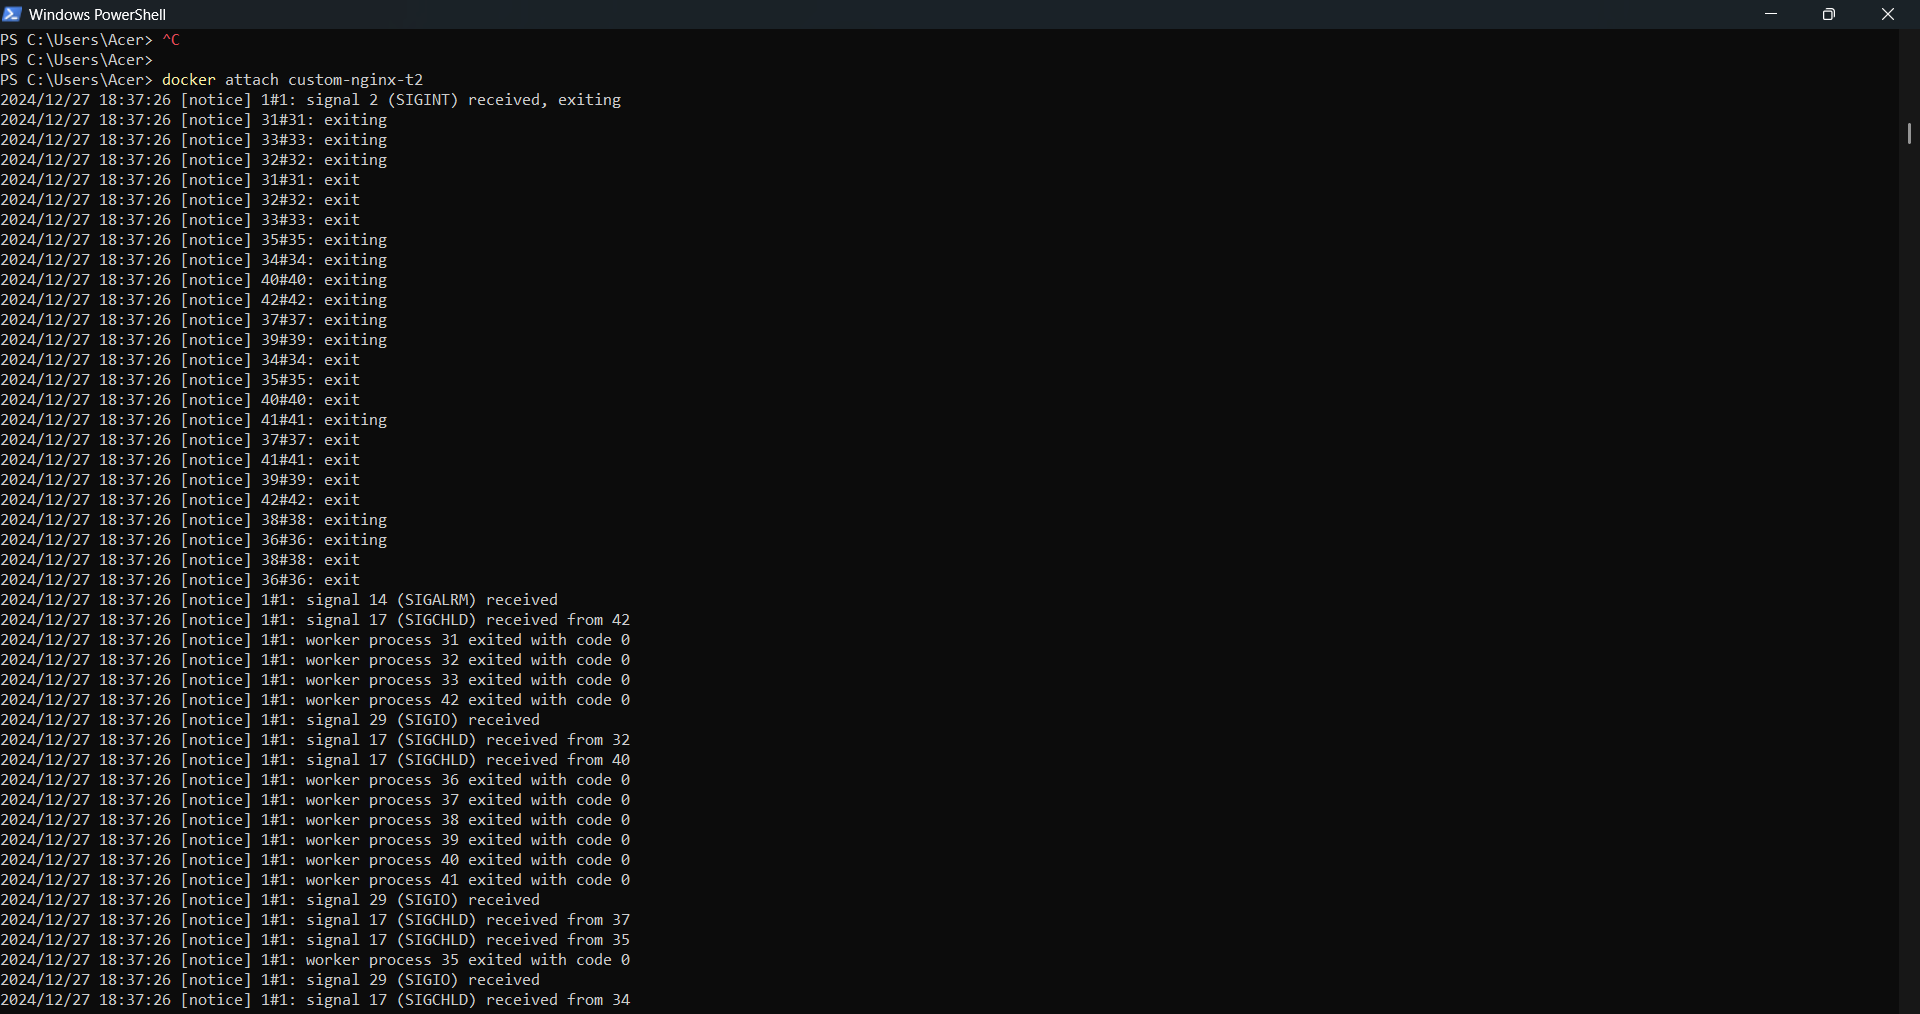 Windows PowerShell
PS C:\Users\Acer> ^C
PS C:\Users\Acer>
PS C:\Users\Acer> docker attach custom-nginx-t2
2024/12/27 18:37:26 [notice] 1#1: signal 2 (SIGINT) received, exiting
2024/12/27 18:37:26 [notice] 31#31: exiting
2024/12/27 18:37:26 [notice] 33#33: exiting
2024/12/27 18:37:26 [notice] 32#32: exiting
2024/12/27 18:37:26 [notice] 31#31: exit
2024/12/27 18:37:26 [notice] 32#32: exit
2024/12/27 18:37:26 [notice] 33#33: exit
2024/12/27 18:37:26 [notice] 35#35: exiting
2024/12/27 18:37:26 [notice] 34#34: exiting
2024/12/27 18:37:26 [notice] 40#40: exiting
2024/12/27 18:37:26 [notice] 42#42: exiting
2024/12/27 18:37:26 [notice] 37#37: exiting
2024/12/27 18:37:26 [notice] 39#39: exiting
2024/12/27 18:37:26 [notice] 34#34: exit
2024/12/27 18:37:26 [notice] 35#35: exit
2024/12/27 18:37:26 [notice] 40#40: exit
2024/12/27 18:37:26 [notice] 41#41: exiting
2024/12/27 18:37:26 [notice] 37#37: exit
2024/12/27 18:37:26 [notice] 41#41: exit
2024/12/27 18:37:26 [notice] 39#39: exit
2024/12/27 18:37:26 [notice] 42#42: exit
2024/12/27 18:37:26 [notice] 38#38: exiting
2024/12/27 18:37:26 [notice] 36#36: exiting
2024/12/27 18:37:26 [notice] 38#38: exit
2024/12/27 18:37:26 [notice] 36#36: exit
2024/12/27 18:37:26 [notice] 1#1: signal 14 (SIGALRM) received
2024/12/27 18:37:26 [notice] 1#1: signal 17 (SIGCHLD) received from 42
2024/12/27 18:37:26 [notice] 1#1: worker process 31 exited with code 0
2024/12/27 18:37:26 [notice] 1#1: worker process 32 exited with code 0
2024/12/27 18:37:26 [notice] 1#1: worker process 33 exited with code 0
2024/12/27 18:37:26 [notice] 1#1: worker process 42 exited with code 0
2024/12/27 18:37:26 [notice] 1#1: signal 29 (SIGIO) received
2024/12/27 18:37:26 [notice] 1#1: signal 17 (SIGCHLD) received from 32
2024/12/27 18:37:26 [notice] 1#1: signal 17 (SIGCHLD) received from 40
2024/12/27 18:37:26 [notice] 1#1: worker process 36 exited with code 0
2024/12/27 18:37:26 [notice] 1#1: worker process 37 exited with code 0
2024/12/27 18:37:26 [notice] 1#1: worker process 38 exited with code 0
2024/12/27 18:37:26 [notice] 1#1: worker process 39 exited with code 0
2024/12/27 18:37:26 [notice] 1#1: worker process 40 exited with code 0
2024/12/27 18:37:26 [notice] 1#1: worker process 41 exited with code 0
2024/12/27 18:37:26 [notice] 1#1: signal 29 (SIGIO) received
2024/12/27 18:37:26 [notice] 1#1: signal 17 (SIGCHLD) received from 37
2024/12/27 18:37:26 [notice] 1#1: signal 17 (SIGCHLD) received from 35
2024/12/27 18:37:26 [notice] 1#1: worker process 35 exited with code 0
2024/12/27 18:37:26 [notice] 1#1: signal 29 (SIGIO) received
2024/12/27 18:37:26 [notice] 1#1: signal 17 (SIGCHLD) received from 34